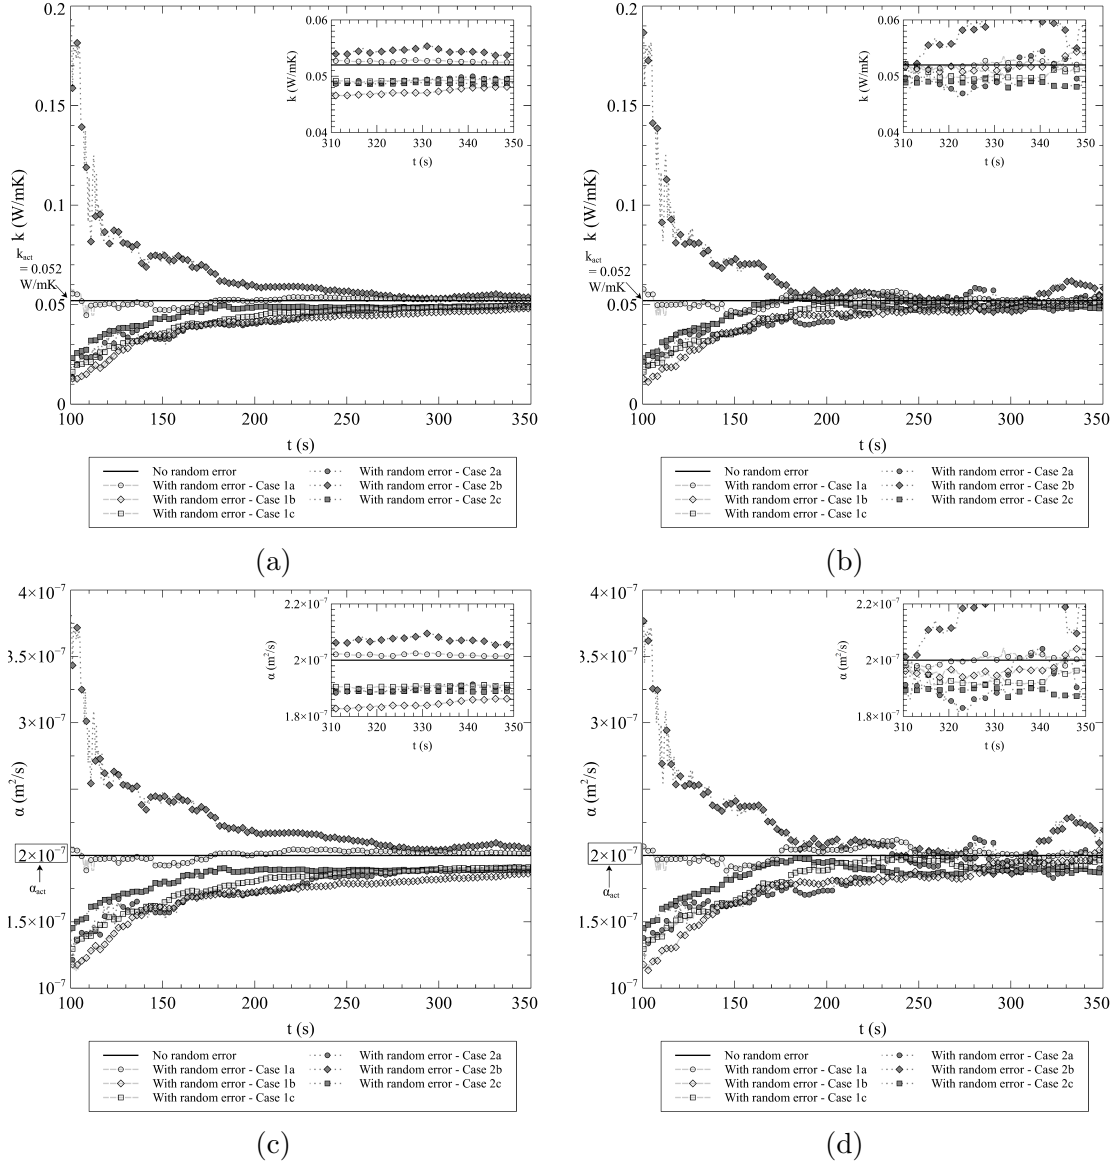 0.2
0.15
0.1
0.05
0
k (W/mK)
k_act
= 0.052
W/mK
100 150 200 250 300 350
t (s)
0.06
0.05
0.04
k (W/mK)
310 320 330 340 350
t (s)
No random error
With random error - Case 1a
With random error - Case 1b
With random error - Case 1c
With random error - Case 2a
With random error - Case 2b
With random error - Case 2c
(a)
0.2
0.15
0.1
0.05
0
k (W/mK)
k_act
= 0.052
W/mK
100 150 200 250 300 350
t (s)
0.06
0.05
0.04
k (W/mK)
310 320 330 340 350
t (s)
No random error
With random error - Case 1a
With random error - Case 1b
With random error - Case 1c
With random error - Case 2a
With random error - Case 2b
With random error - Case 2c
(b)
4×10⁻⁷
3.5×10⁻⁷
3×10⁻⁷
2×10⁻⁷
1.5×10⁻⁷
10⁻⁷
α (m²/s)
α_act
100 150 200 250 300 350
t (s)
2.2×10⁻⁷
2×10⁻⁷
1.8×10⁻⁷
α (m²/s)
310 320 330 340 350
t (s)
No random error
With random error - Case 1a
With random error - Case 1b
With random error - Case 1c
With random error - Case 2a
With random error - Case 2b
With random error - Case 2c
(c)
4×10⁻⁷
3.5×10⁻⁷
3×10⁻⁷
2×10⁻⁷
1.5×10⁻⁷
10⁻⁷
α (m²/s)
α_act
100 150 200 250 300 350
t (s)
2.2×10⁻⁷
2×10⁻⁷
1.8×10⁻⁷
α (m²/s)
310 320 330 340 350
t (s)
No random error
With random error - Case 1a
With random error - Case 1b
With random error - Case 1c
With random error - Case 2a
With random error - Case 2b
With random error - Case 2c
(d)